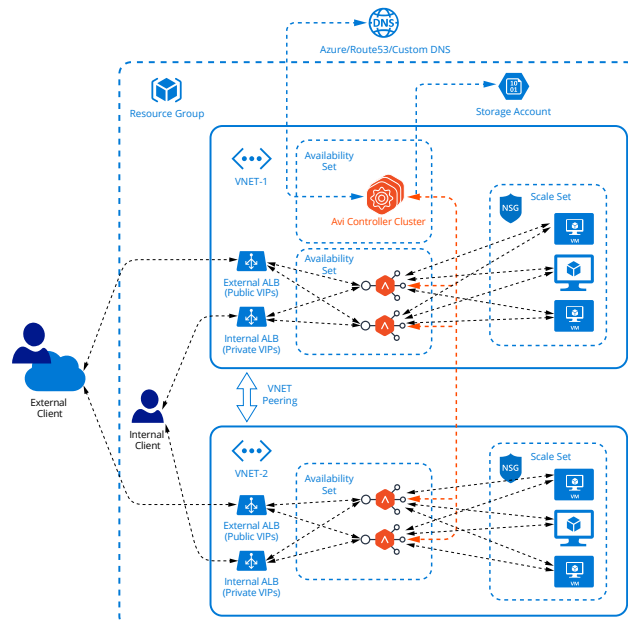 DNS
Azure/Route53/Custom DNS
Resource Group
10
01
Storage Account
VNET-1
Availability
Set
Avi Controller Cluster
Scale Set
NSG
VM
External ALB
(Public VIPs)
Availability
Set
Internal ALB
(Private VIPs)
VM
External
Client
VNET
Peering
Internal
Client
VNET-2
Availability
Set
Scale Set
NSG
VM
External ALB
(Public VIPs)
Internal ALB
(Private VIPs)
VM